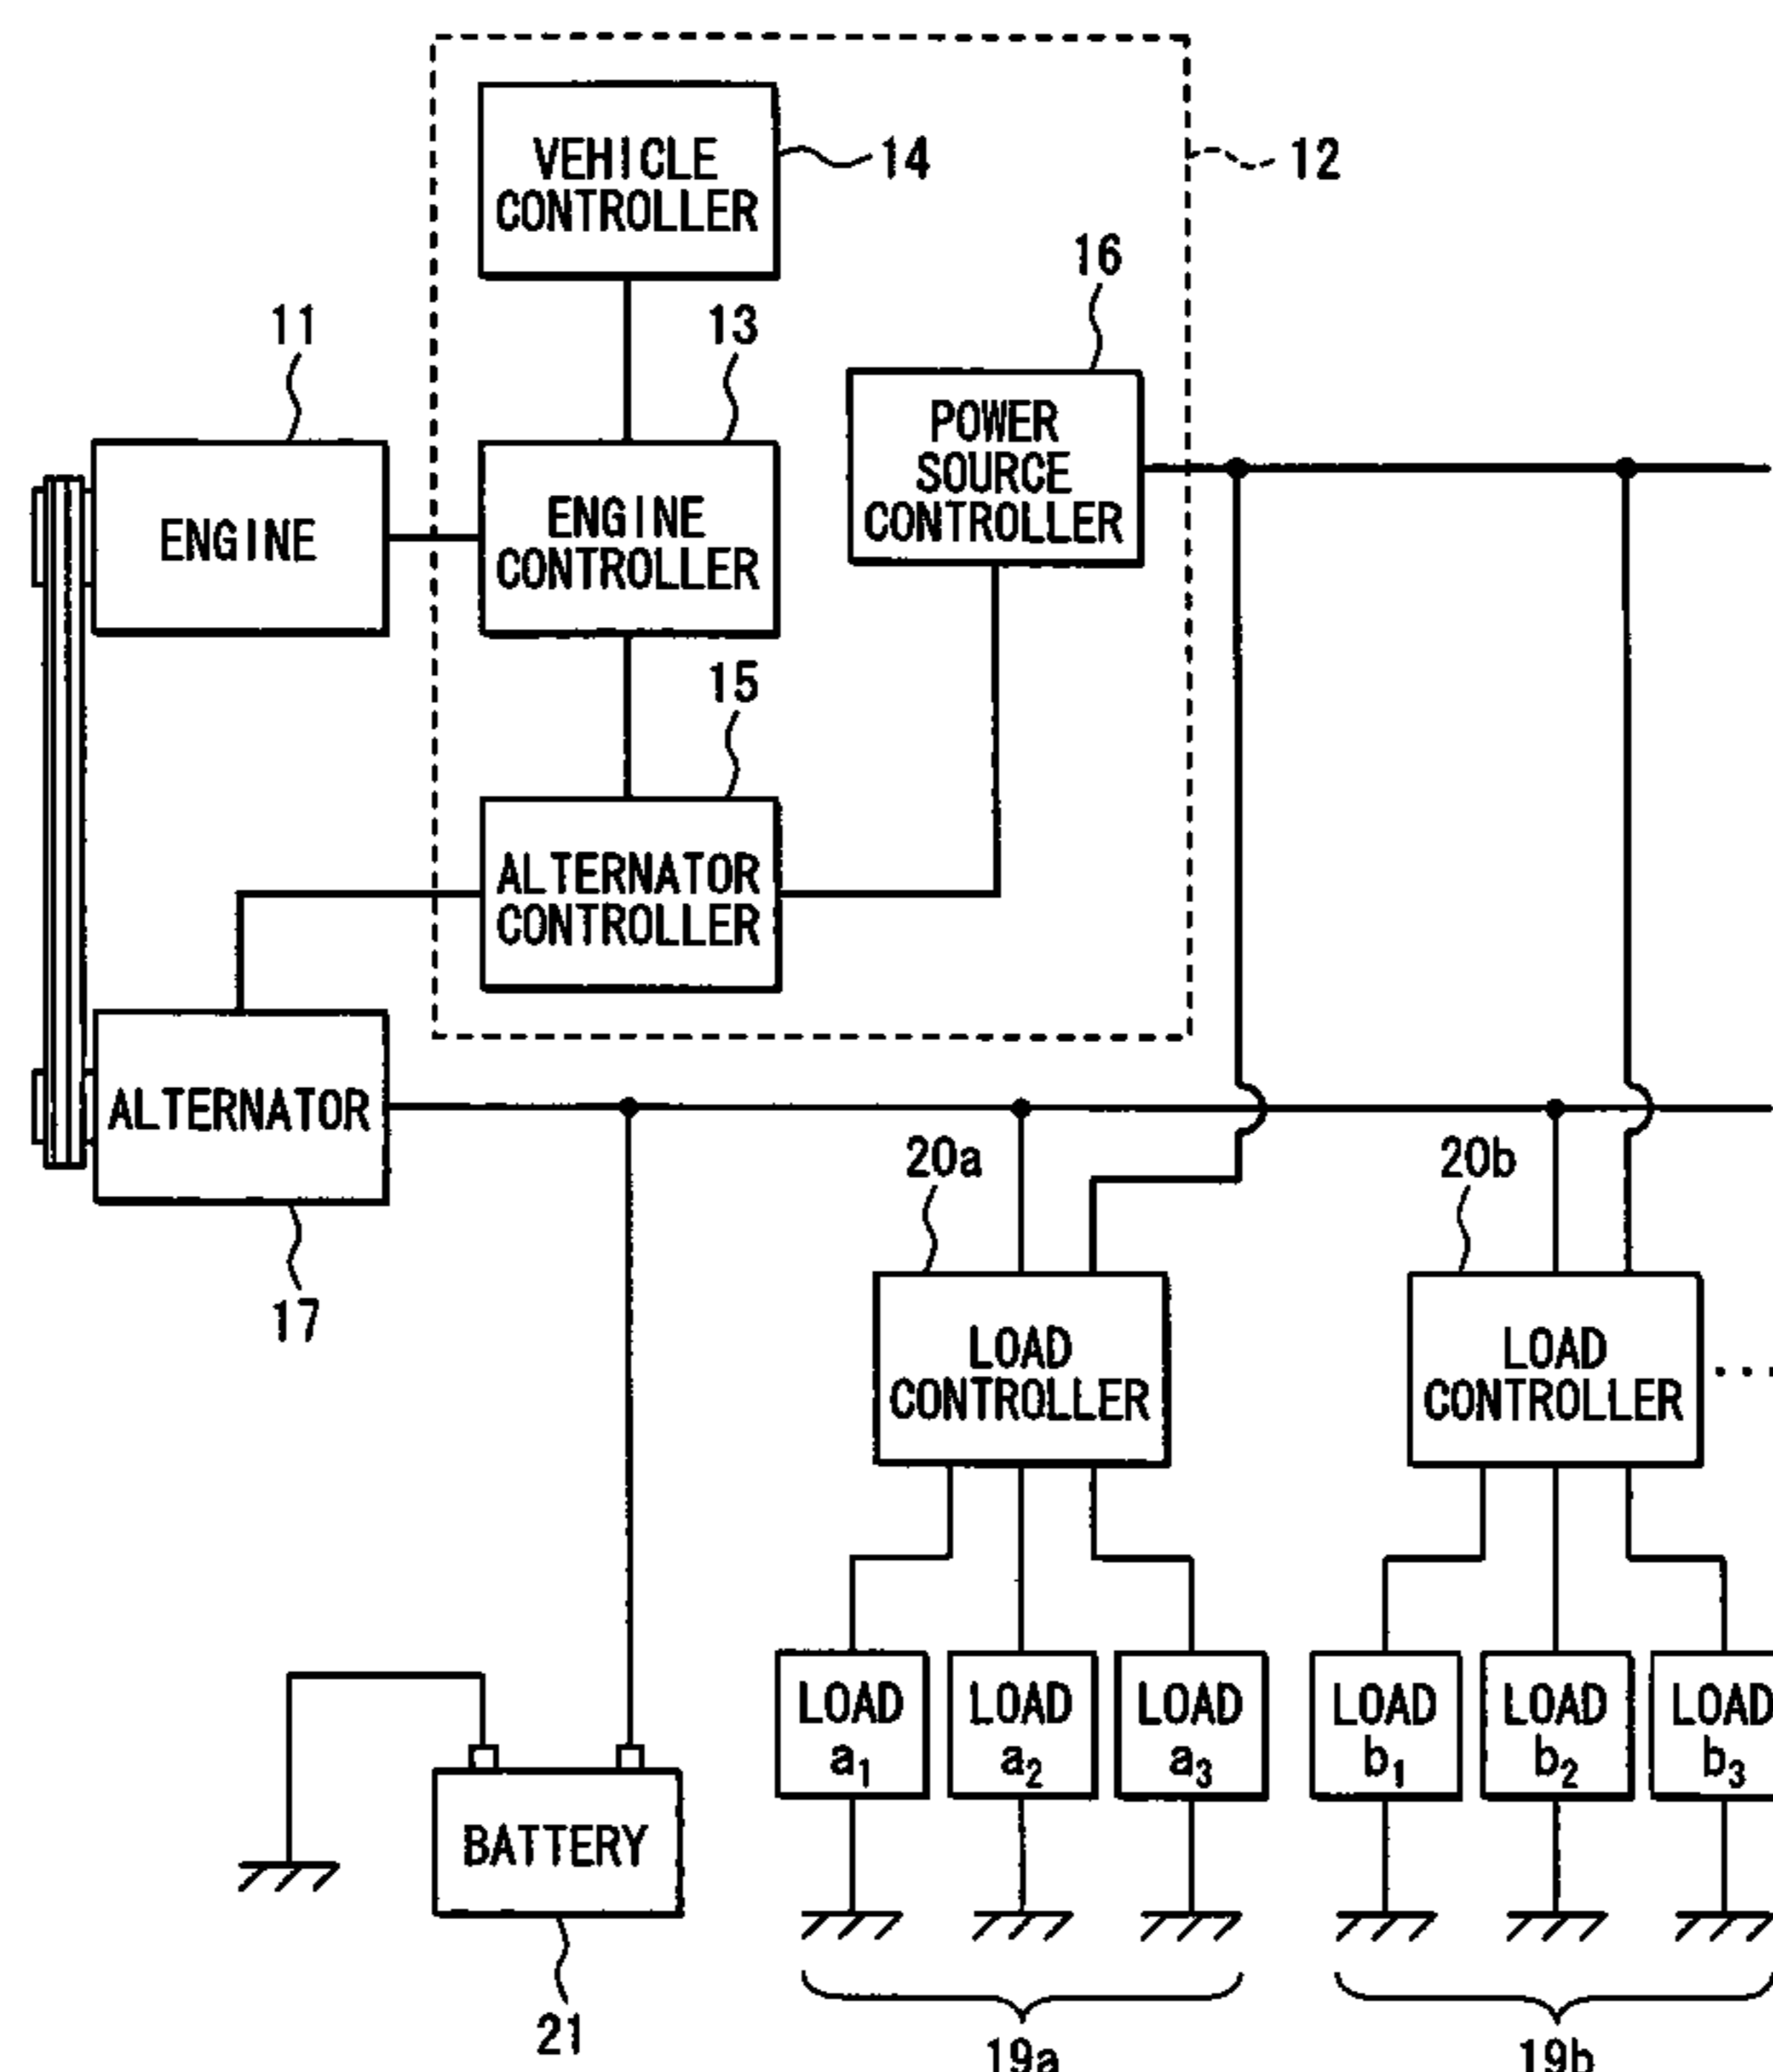 VEHICLE
CONTROLLER
14
12
16
11
13
POWER
SOURCE
CONTROLLER
ENGINE
ENGINE
CONTROLLER
15
ALTERNATOR
CONTROLLER
ALTERNATOR
17
20a
20b
LOAD
CONTROLLER
LOAD
CONTROLLER
...
LOAD
a1
LOAD
a2
LOAD
a3
LOAD
b1
LOAD
b2
LOAD
b3
BATTERY
21
19a
19b